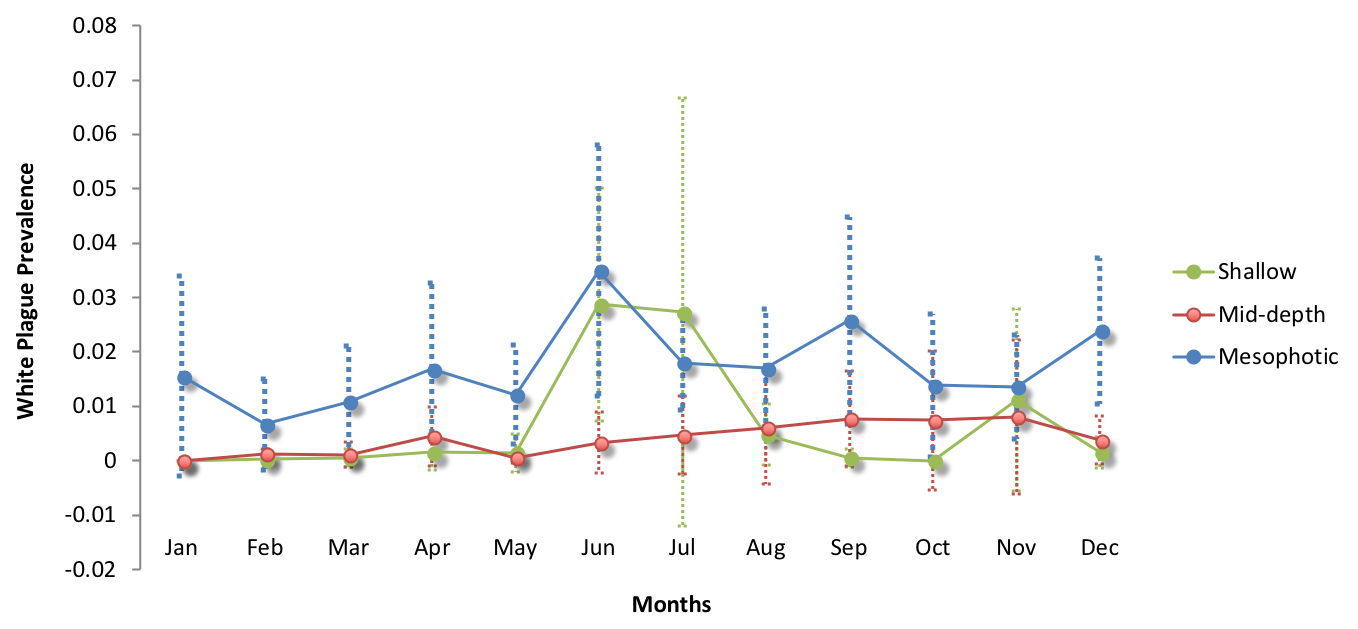 White Plague Prevalence
0.08
0.07
0.06
0.05
0.04
0.03
0.02
0.01
0
-0.01
-0.02
Jan Feb Mar Apr May Jun Jul Aug Sep Oct Nov Dec
Months
Shallow
Mid-depth
Mesophotic